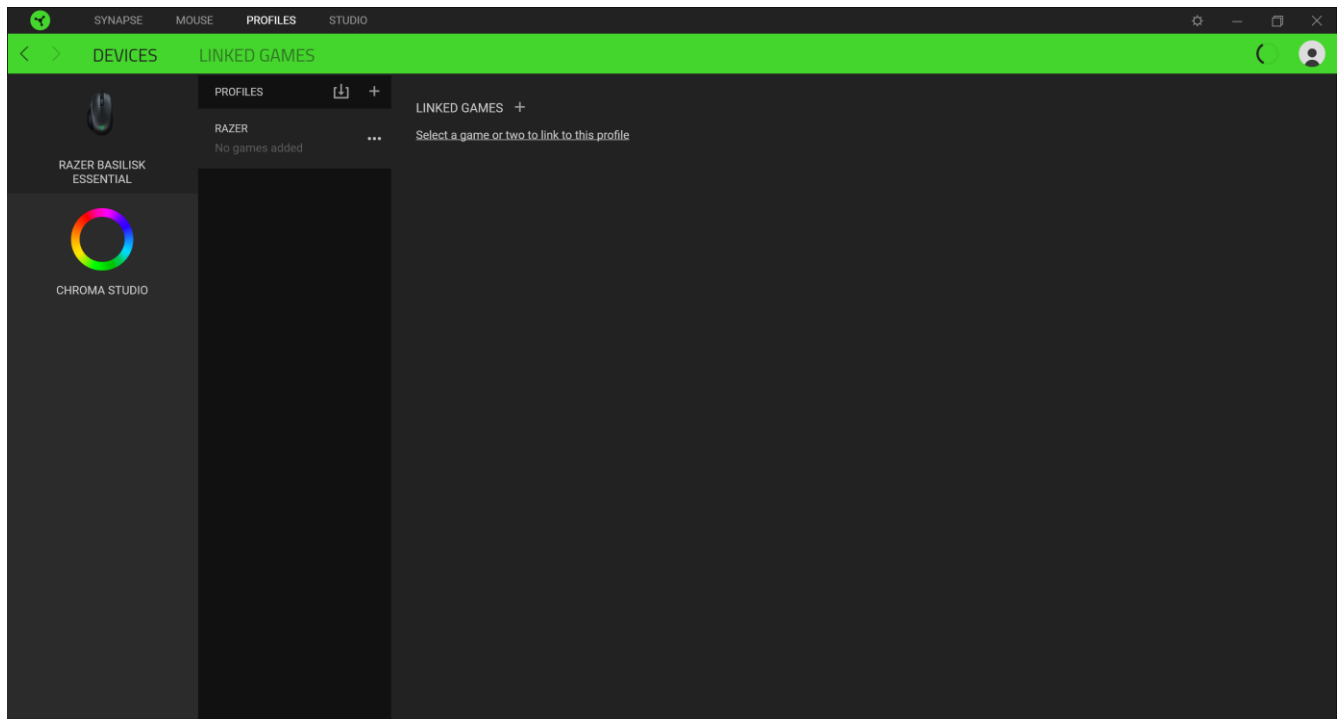 SYNAPSE MOUSE PROFILES STUDIO
DEVICES LINKED GAMES
RAZER BASILISK
ESSENTIAL
CHROMA STUDIO
PROFILES
RAZER
No games added
LINKED GAMES
Select a game or two to link to this profile